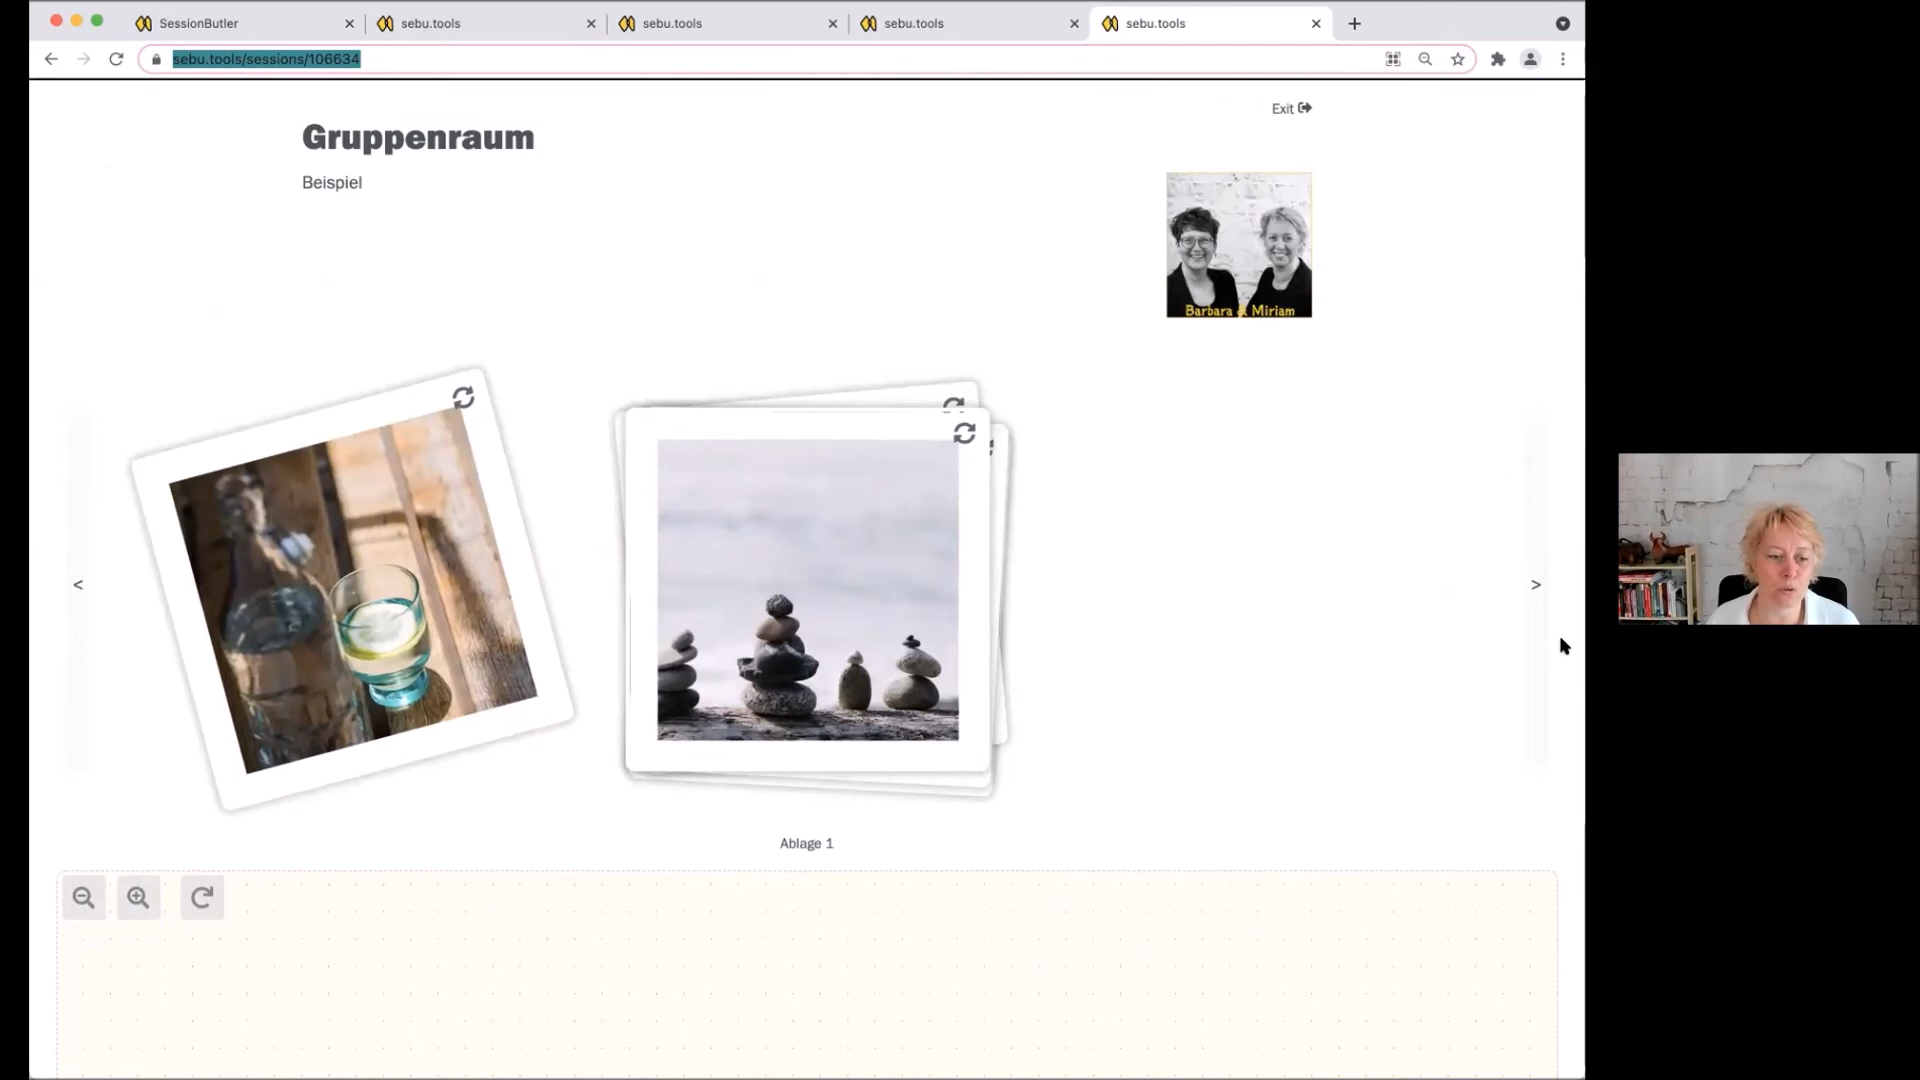 SessionButler
sebu.tools
sebu.tools
sebu.tools
sebu.tools
sebu.tools/sessions/106634
Exit
Gruppenraum
Beispiel
Barbara & Miriam
<
>
Ablage 1